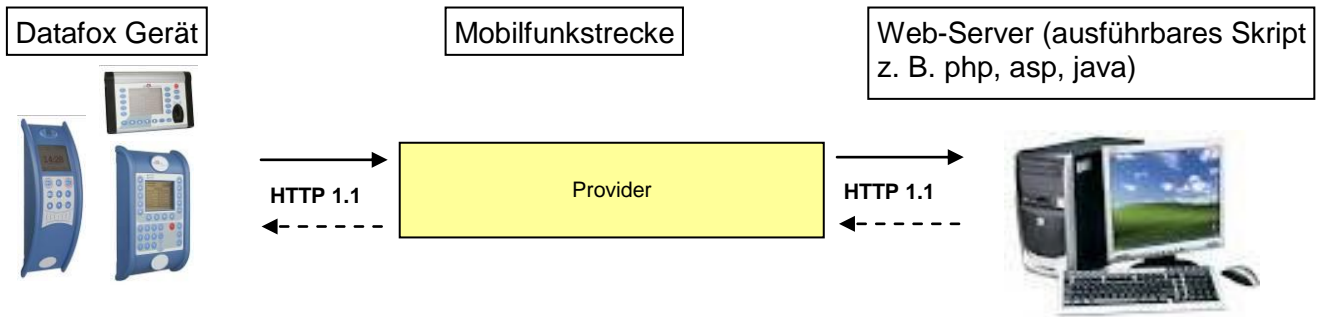 Datafox Gerät
Mobilfunkstrecke
Web-Server (ausführbares Skript
z. B. php, asp, java)
HTTP 1.1
Provider
HTTP 1.1